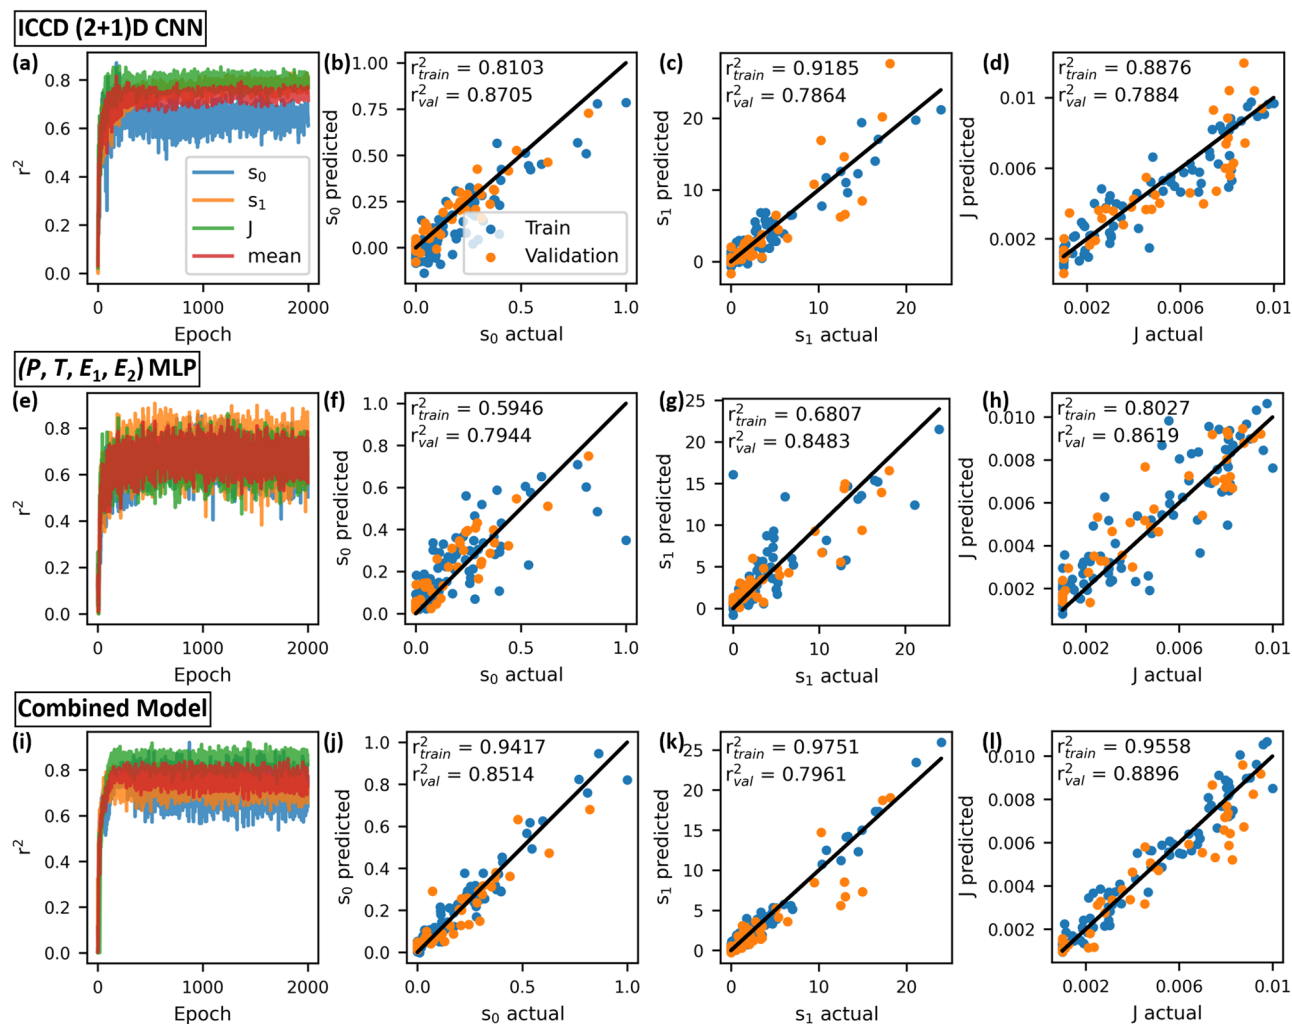 ICCD (2+1)D CNN
(a)
0.8
0.6
0.4
0.2
0.0
r²
0
1000
2000
Epoch
s₀
s₁
J
mean
(b)
1.00
0.75
0.50
0.25
0.00
s₀ predicted
r²train = 0.8103
r²val = 0.8705
Train
Validation
0.0
0.5
1.0
s₀ actual
(c)
20
10
0
s₁ predicted
r²train = 0.9185
r²val = 0.7864
0
10
20
s₁ actual
(d)
0.01
0.006
0.002
J predicted
r²train = 0.8876
r²val = 0.7884
0.002
0.006
0.01
J actual
(P, T, E₁, E₂) MLP
(e)
0.8
0.6
0.4
0.2
0.0
r²
0
1000
2000
Epoch
(f)
1.0
0.8
0.6
0.4
0.2
0.0
s₀ predicted
r²train = 0.5946
r²val = 0.7944
0.0
0.5
1.0
s₀ actual
(g)
25
20
15
10
5
0
s₁ predicted
r²train = 0.6807
r²val = 0.8483
0
10
20
s₁ actual
(h)
0.010
0.008
0.006
0.004
0.002
J predicted
r²train = 0.8027
r²val = 0.8619
0.002
0.006
0.01
J actual
Combined Model
(i)
0.8
0.6
0.4
0.2
0.0
r²
0
1000
2000
Epoch
(j)
1.0
0.8
0.6
0.4
0.2
0.0
s₀ predicted
r²train = 0.9417
r²val = 0.8514
0.0
0.5
1.0
s₀ actual
(k)
25
20
15
10
5
0
s₁ predicted
r²train = 0.9751
r²val = 0.7961
0
10
20
s₁ actual
(l)
0.010
0.008
0.006
0.004
0.002
J predicted
r²train = 0.9558
r²val = 0.8896
0.002
0.006
0.01
J actual